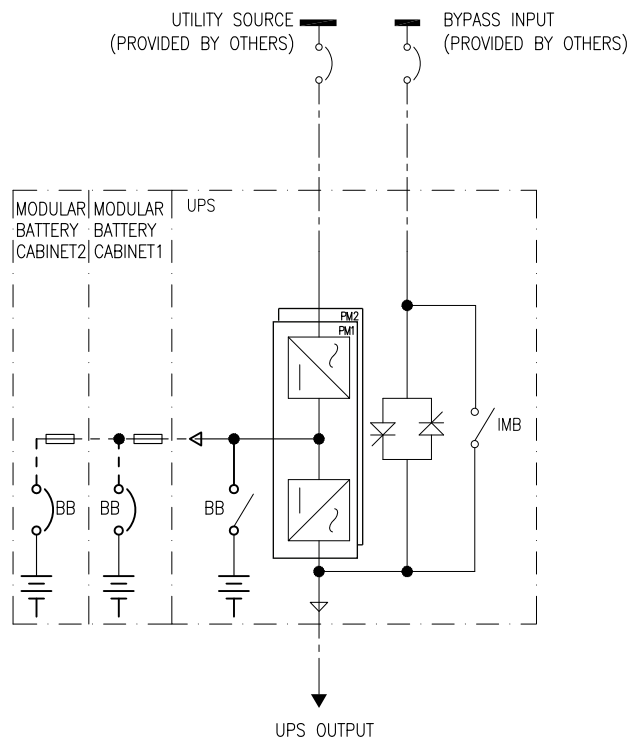 UTILITY SOURCE
(PROVIDED BY OTHERS)
BYPASS INPUT
(PROVIDED BY OTHERS)
MODULAR
BATTERY
CABINET2
MODULAR
BATTERY
CABINET1
UPS
PM2
PM1
IMB
BB
BB
BB
UPS OUTPUT